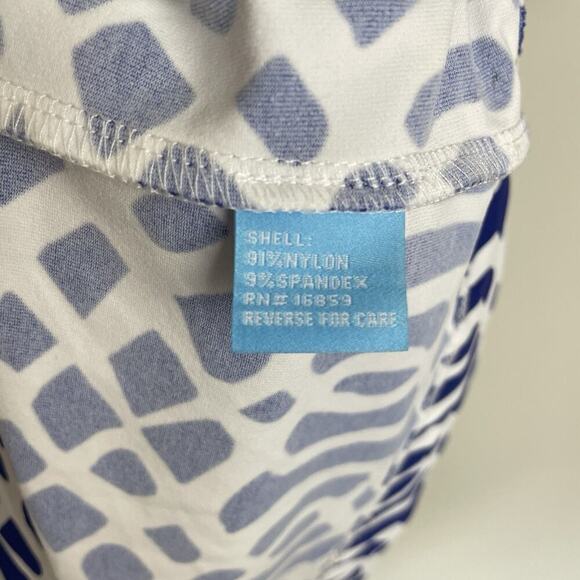 SHELL:
91%NYLON
9%SPANDEX
RN# 16859
REVERSE FOR CARE